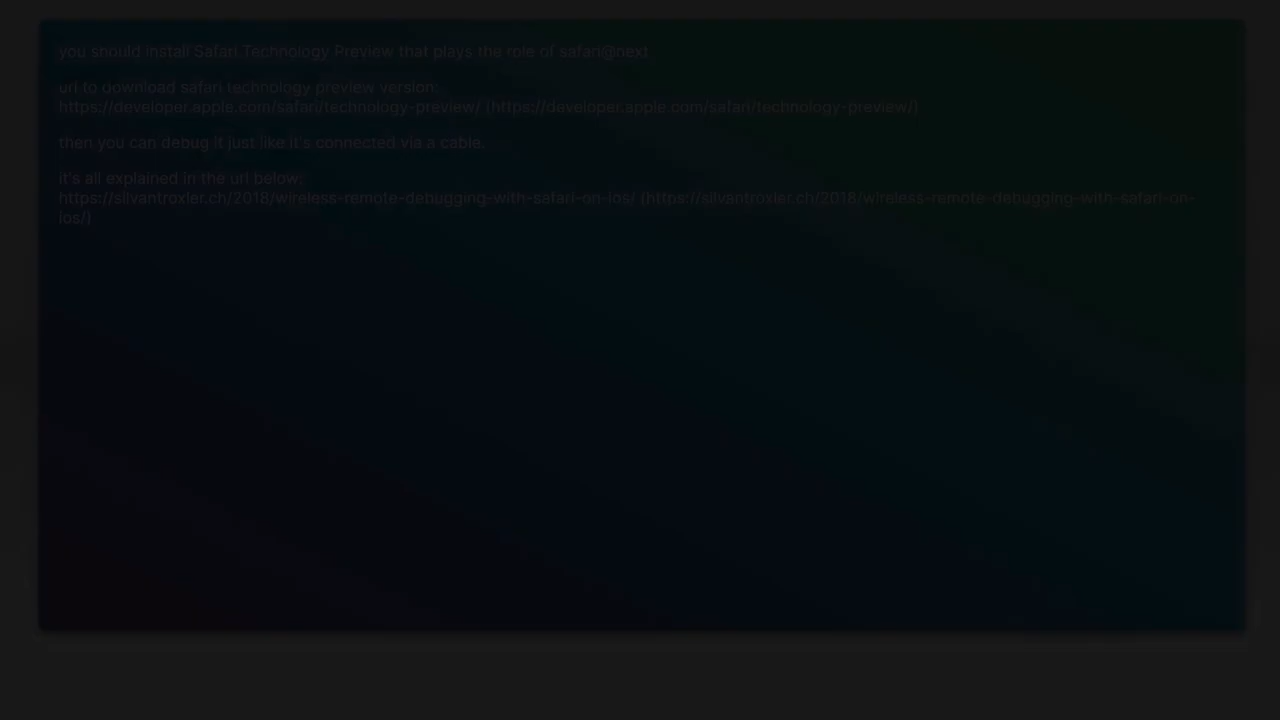 you should install Safari Technology Preview that plays the role of safari@next
url to download safari technology preview version:
https://developer.apple.com/safari/technology-preview/ (https://developer.apple.com/safari/technology-preview/)
then you can debug it just like it's connected via a cable.
it's all explained in the url below:
https://silvantroxler.ch/2018/wireless-remote-debugging-with-safari-on-ios/ (https://silvantroxler.ch/2018/wireless-remote-debugging-with-safari-on-
ios/)